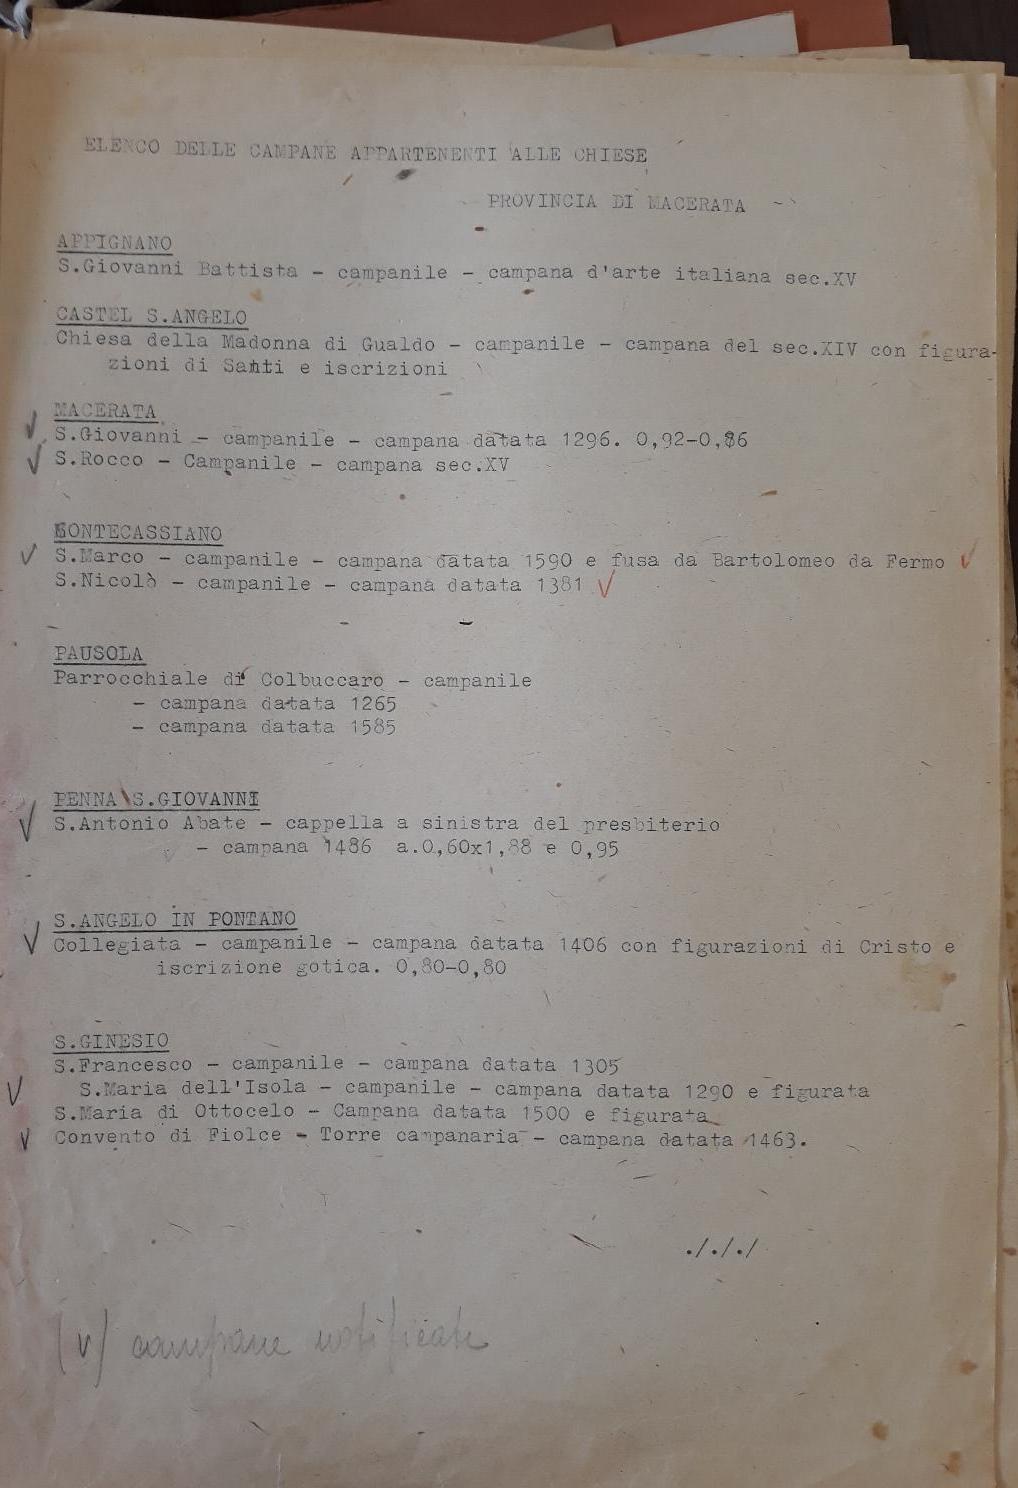 ELENCO DELLE CAMPANE APPARTENENTI ALLE CHIESE
PROVINCIA DI MACERATA
APPIGNANO
S.Giovanni Battista - campanile - campana d'arte italiana sec.XV
CASTEL S.ANGELO
Chiesa della Madonna di Gualdo - campanile - campana del sec.XIV con figura-
zioni di Santi e iscrizioni
MACERATA
√ S.Giovanni - campanile - campana datata 1296. 0,92-0,86
√ S.Rocco - Campanile - campana sec.XV
MONTECASSIANO
√ S.Marco - campanile - campana datata 1590 e fusa da Bartolomeo da Fermo √
S.Nicolò - campanile - campana datata 1381 √
PAUSOLA
Parrocchiale di Colbuccaro - campanile
- campana datata 1265
- campana datata 1585
PENNA S.GIOVANNI
√ S.Antonio Abate - cappella a sinistra del presbiterio
- campana 1486 a.0,60x1,88 e 0,95
S.ANGELO IN PONTANO
√ Collegiata - campanile - campana datata 1406 con figurazioni di Cristo e
iscrizione gotica. 0,80-0,80
S.GINESIO
S.Francesco - campanile - campana datata 1305
√ S.Maria dell'Isola - campanile - campana datata 1290 e figurata
S.Maria di Ottocelo - Campana datata 1500 e figurata
√ Convento di Fiolce - Torre campanaria - campana datata 1463.
./././
(v) campane notificate